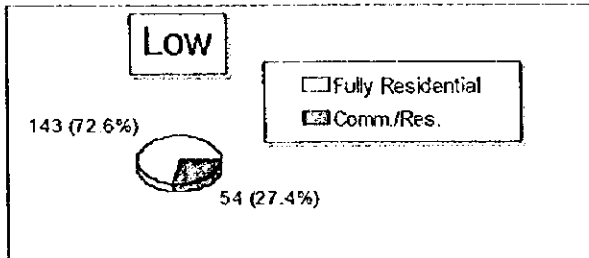 Low
Fully Residential
Comm./Res.
143 (72.6%)
54 (27.4%)